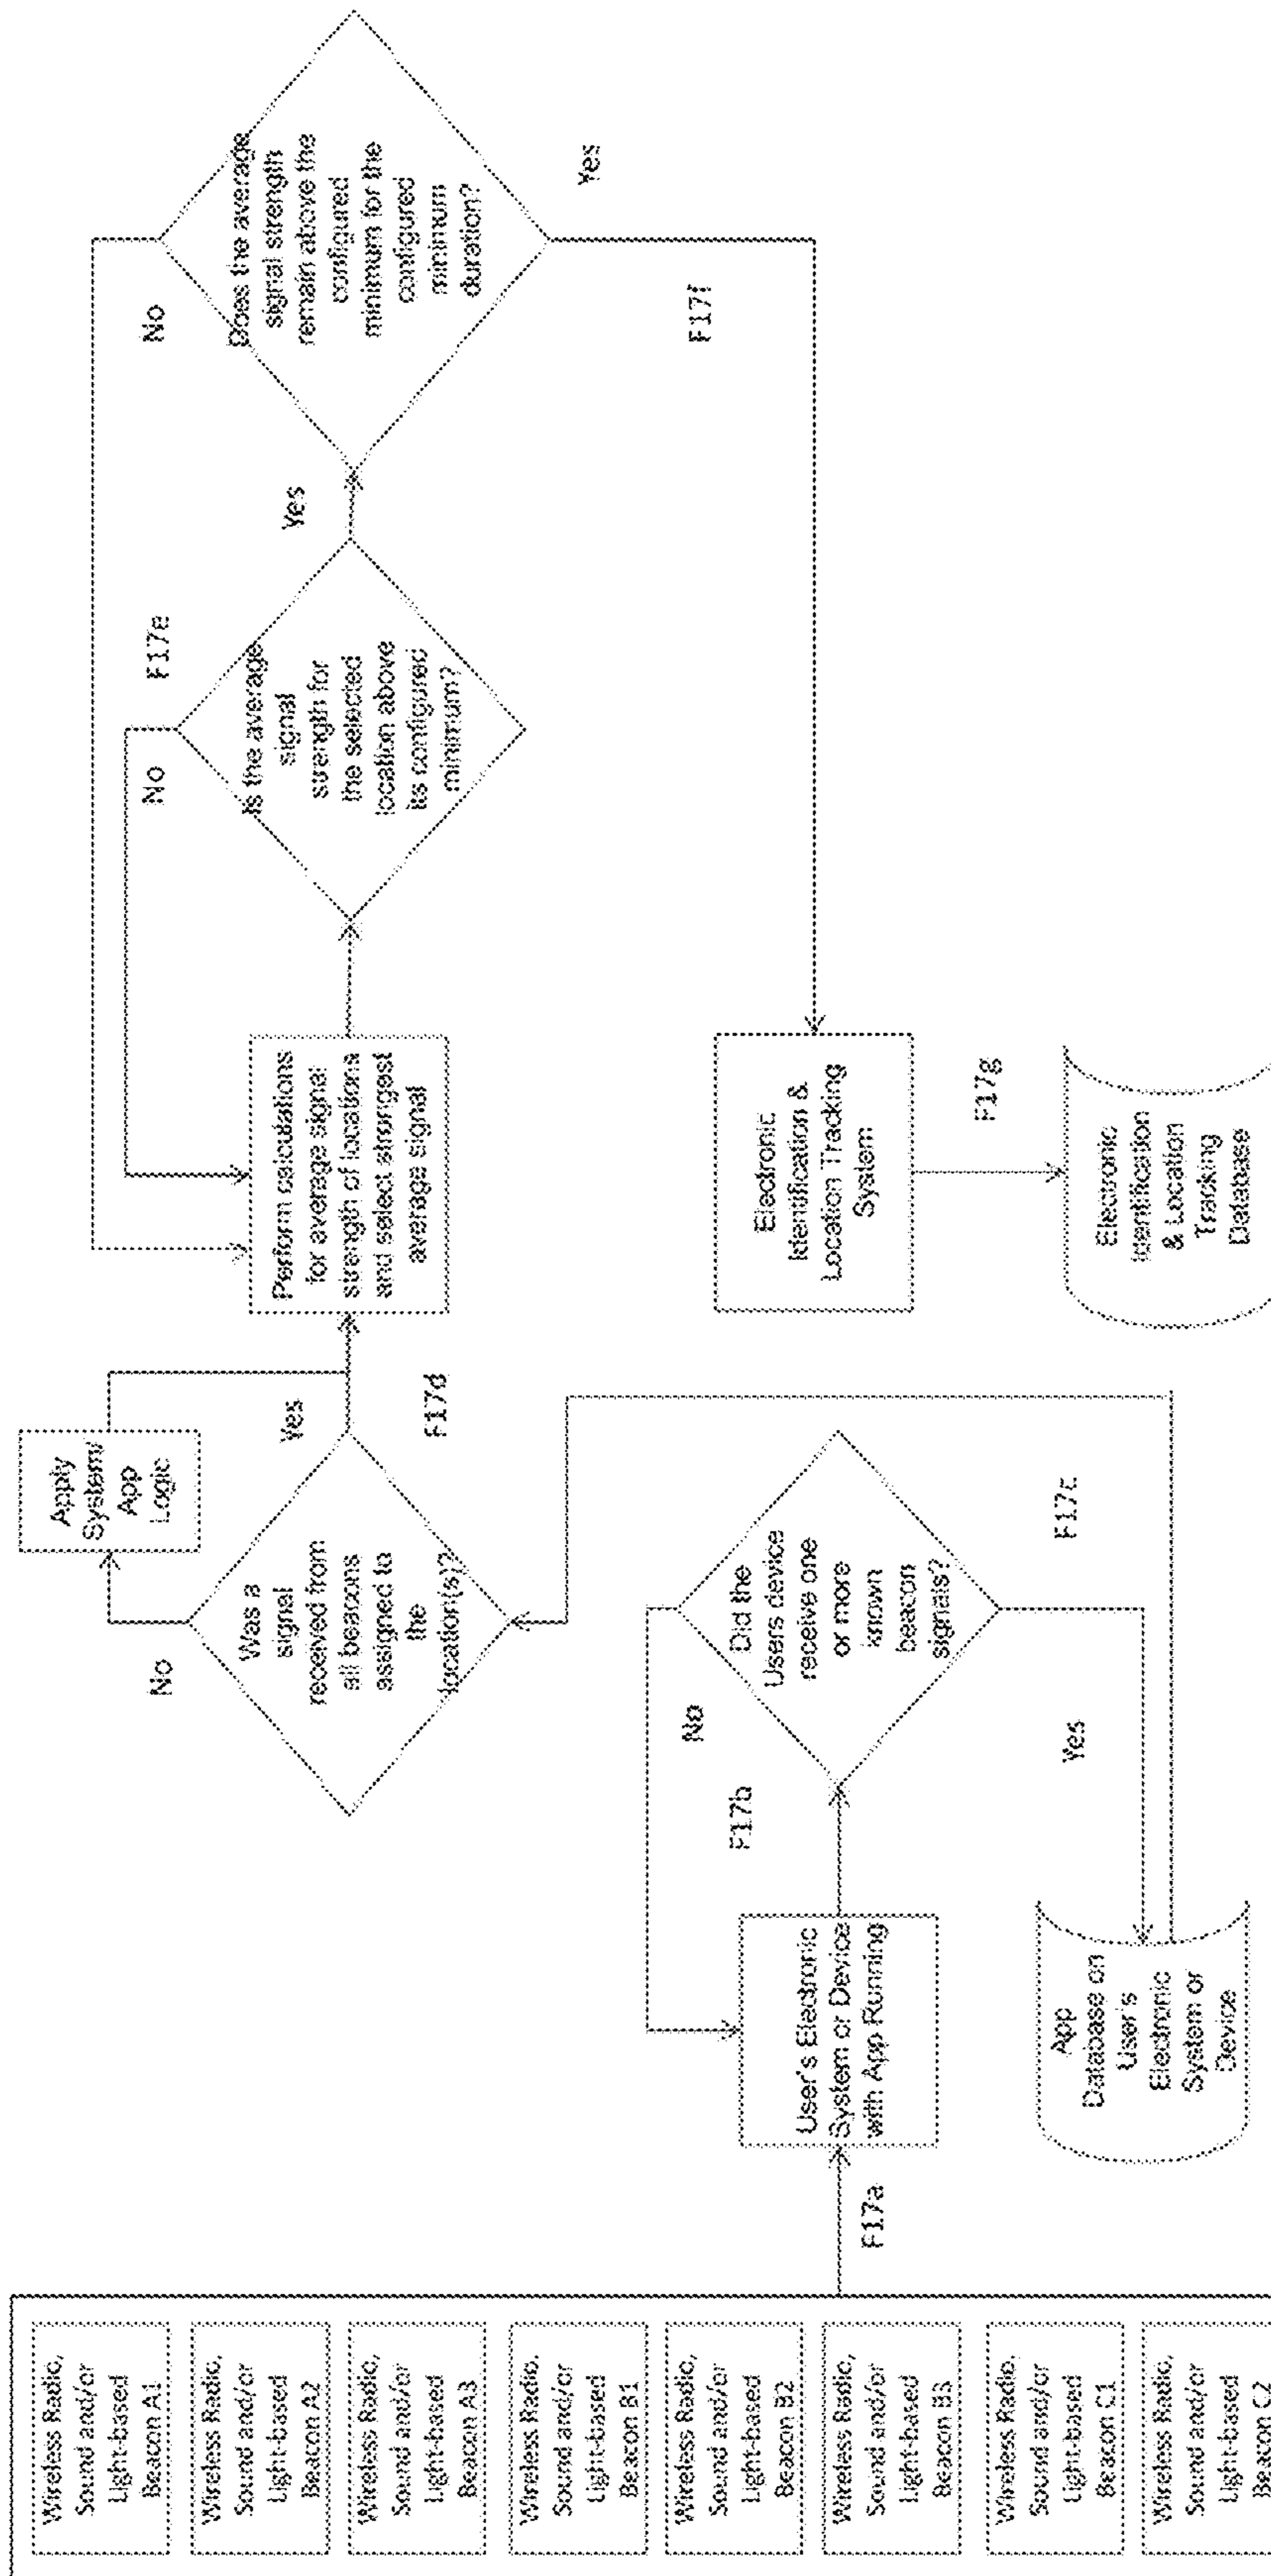 Wireless Radio,
Sound and/or
Light-based
Beacon A1
Wireless Radio,
Sound and/or
Light-based
Beacon A2
Wireless Radio,
Sound and/or
Light-based
Beacon A3
Wireless Radio,
Sound and/or
Light-based
Beacon B1
Wireless Radio,
Sound and/or
Light-based
Beacon B2
Wireless Radio,
Sound and/or
Light-based
Beacon B3
Wireless Radio,
Sound and/or
Light-based
Beacon C1
Wireless Radio,
Sound and/or
Light-based
Beacon C2
F17a
User's Electronic
System or Device
with App Running
F17b
No
Did the
Users device
receive one
or more
known
beacon
signals?
Yes
F17c
App
Database on
User's
Electronic
System or
Device
Was a
signal
received from
all beacons
assigned to
the
location(s)?
No
Apply
System/
App
Logic
Yes
F17d
Perform calculations
for average signal
strength of locations
and select strongest
average signal
Is the average
signal
strength for
the selected
location above
its configured
minimum?
No
F17e
Yes
Does the average
signal strength
remain above the
configured
minimum for the
configured
minimum
duration?
No
Yes
F17f
Electronic
Identification &
Location Tracking
System
F17g
Electronic
Identification
& Location
Tracking
Database